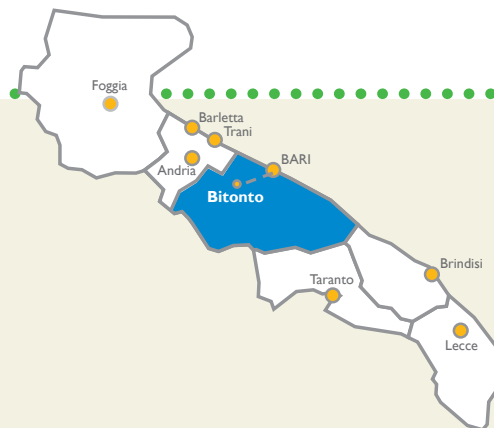 Foggia
Barletta
Trani
BARI
Andria
Bitonto
Brindisi
Taranto
Lecce